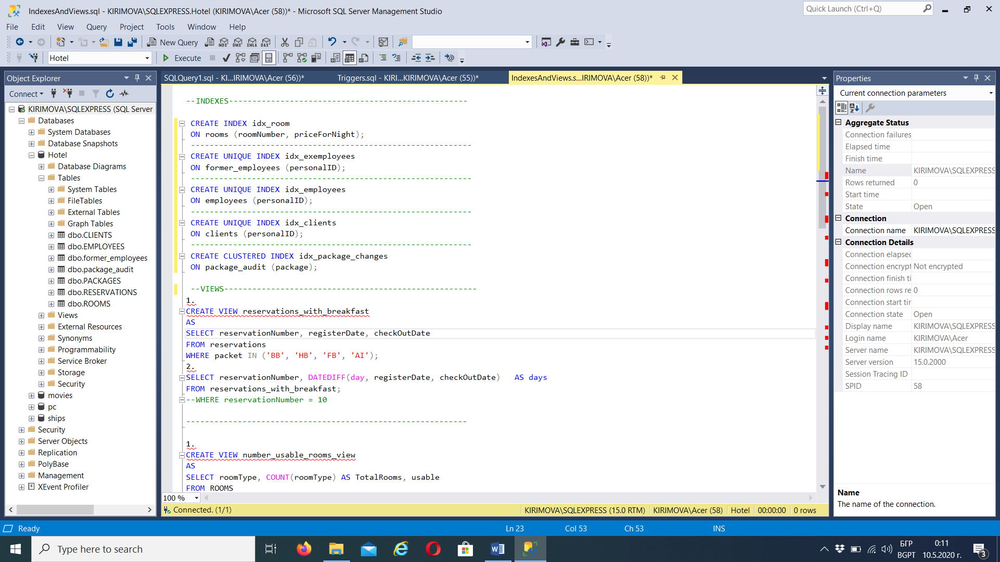 IndexesAndViews.sql - KIRIMOVA\SQLEXPRESS.Hotel (KIRIMOVA\Acer (58))* - Microsoft SQL Server Management Studio
Quick Launch (Ctrl+Q)
File Edit View Query Project Tools Window Help
New Query
MDX DMX XMLA DAX
Hotel
Execute
Object Explorer
Connect
KIRIMOVA\SQLEXPRESS (SQL Server
Databases
System Databases
Database Snapshots
Hotel
Database Diagrams
Tables
System Tables
FileTables
External Tables
Graph Tables
dbo.CLIENTS
dbo.EMPLOYEES
dbo.former_employees
dbo.package_audit
dbo.PACKAGES
dbo.RESERVATIONS
dbo.ROOMS
Views
External Resources
Synonyms
Programmability
Service Broker
Storage
Security
movies
pc
ships
Security
Server Objects
Replication
PolyBase
Management
XEvent Profiler
SQLQuery1.sql - KI...IRIMOVA\Acer (56))*
Triggers.sql - KIRI...KIRIMOVA\Acer (55))*
IndexesAndViews.s...IRIMOVA\Acer (58))*
--INDEXES---------------------------------------------------
CREATE INDEX idx_room
ON rooms (roomNumber, priceForNight);
------------------------------------------------------------
CREATE UNIQUE INDEX idx_exemployees
ON former_employees (personalID);
------------------------------------------------------------
CREATE UNIQUE INDEX idx_employees
ON employees (personalID);
------------------------------------------------------------
CREATE UNIQUE INDEX idx_clients
ON clients (personalID);
------------------------------------------------------------
CREATE CLUSTERED INDEX idx_package_changes
ON package_audit (package);
--VIEWS------------------------------------------------------
1.
CREATE VIEW reservations_with_breakfast
AS
SELECT reservationNumber, registerDate, checkOutDate
FROM reservations
WHERE packet IN ('BB', 'HB', 'FB', 'AI');
2.
SELECT reservationNumber, DATEDIFF(day, registerDate, checkOutDate) AS days
FROM reservations_with_breakfast;
--WHERE reservationNumber = 10
------------------------------------------------------------
1.
CREATE VIEW number_usable_rooms_view
AS
SELECT roomType, COUNT(roomType) AS TotalRooms, usable
FROM ROOMS
100 %
Connected. (1/1)
KIRIMOVA\SQLEXPRESS (15.0 RTM) KIRIMOVA\Acer (58) Hotel 00:00:00 0 rows
Properties
Current connection parameters
Aggregate Status
Connection failures
Elapsed time
Finish time
Name KIRIMOVA\SQLEXPRESS
Rows returned 0
Start time
State Open
Connection
Connection name KIRIMOVA\SQLEXPRESS
Connection Details
Connection elapsed
Connection encrypt Not encrypted
Connection finish ti
Connection rows re 0
Connection start tir
Connection state Open
Display name KIRIMOVA\SQLEXPRESS
Login name KIRIMOVA\Acer
Server name KIRIMOVA\SQLEXPRESS
Server version 15.0.2000
Session Tracing ID
SPID 58
Name
The name of the connection.
Ready
Ln 23 Col 53 Ch 53 INS
Type here to search
БГР
BGPT
0:11
10.5.2020 г.
3